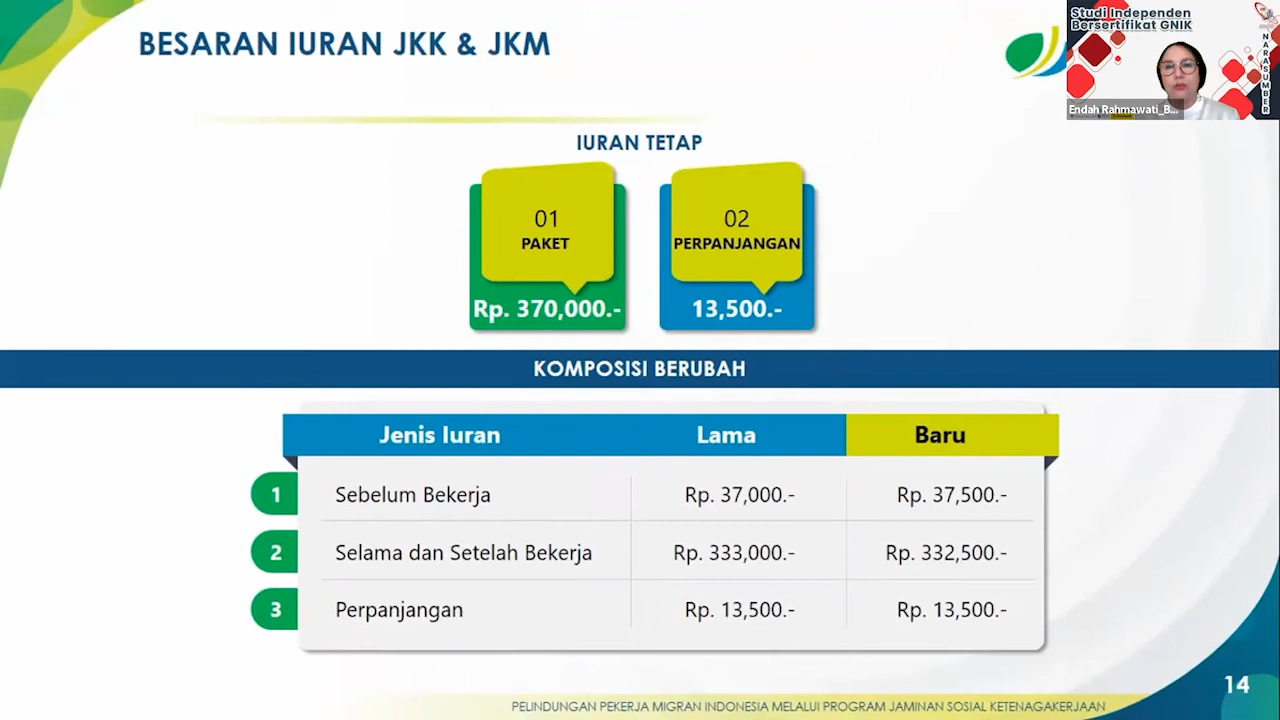 BESARAN IURAN JKK & JKM
Studi Independen
Bersertifikat GNIK
NARASUMBER
Endah Rahmawati_B...
IURAN TETAP
01
PAKET
Rp. 370,000.-
02
PERPANJANGAN
13,500.-
KOMPOSISI BERUBAH
Jenis Iuran Lama Baru
1 Sebelum Bekerja Rp. 37,000.- Rp. 37,500.-
2 Selama dan Setelah Bekerja Rp. 333,000.- Rp. 332,500.-
3 Perpanjangan Rp. 13,500.- Rp. 13,500.-
14
PELINDUNGAN PEKERJA MIGRAN INDONESIA MELALUI PROGRAM JAMINAN SOSIAL KETENAGAKERJAAN